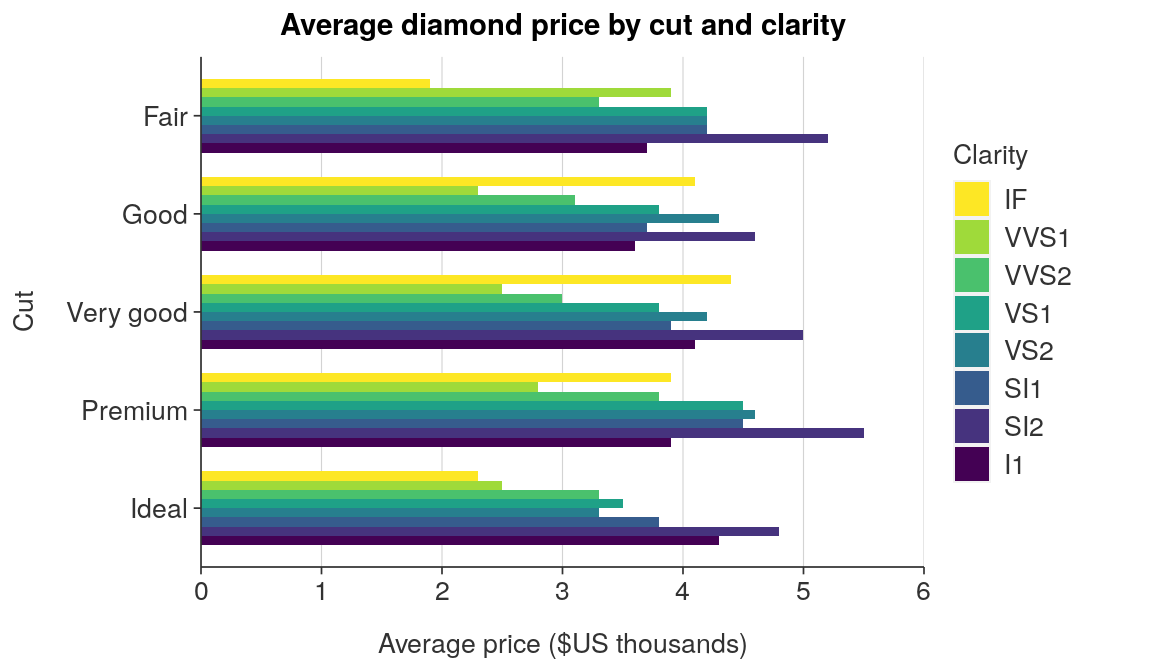 Average diamond price by cut and clarity
Cut
Fair
Good
Very good
Premium
Ideal
0 1 2 3 4 5 6
Average price ($US thousands)
Clarity
IF
VVS1
VVS2
VS1
VS2
SI1
SI2
I1